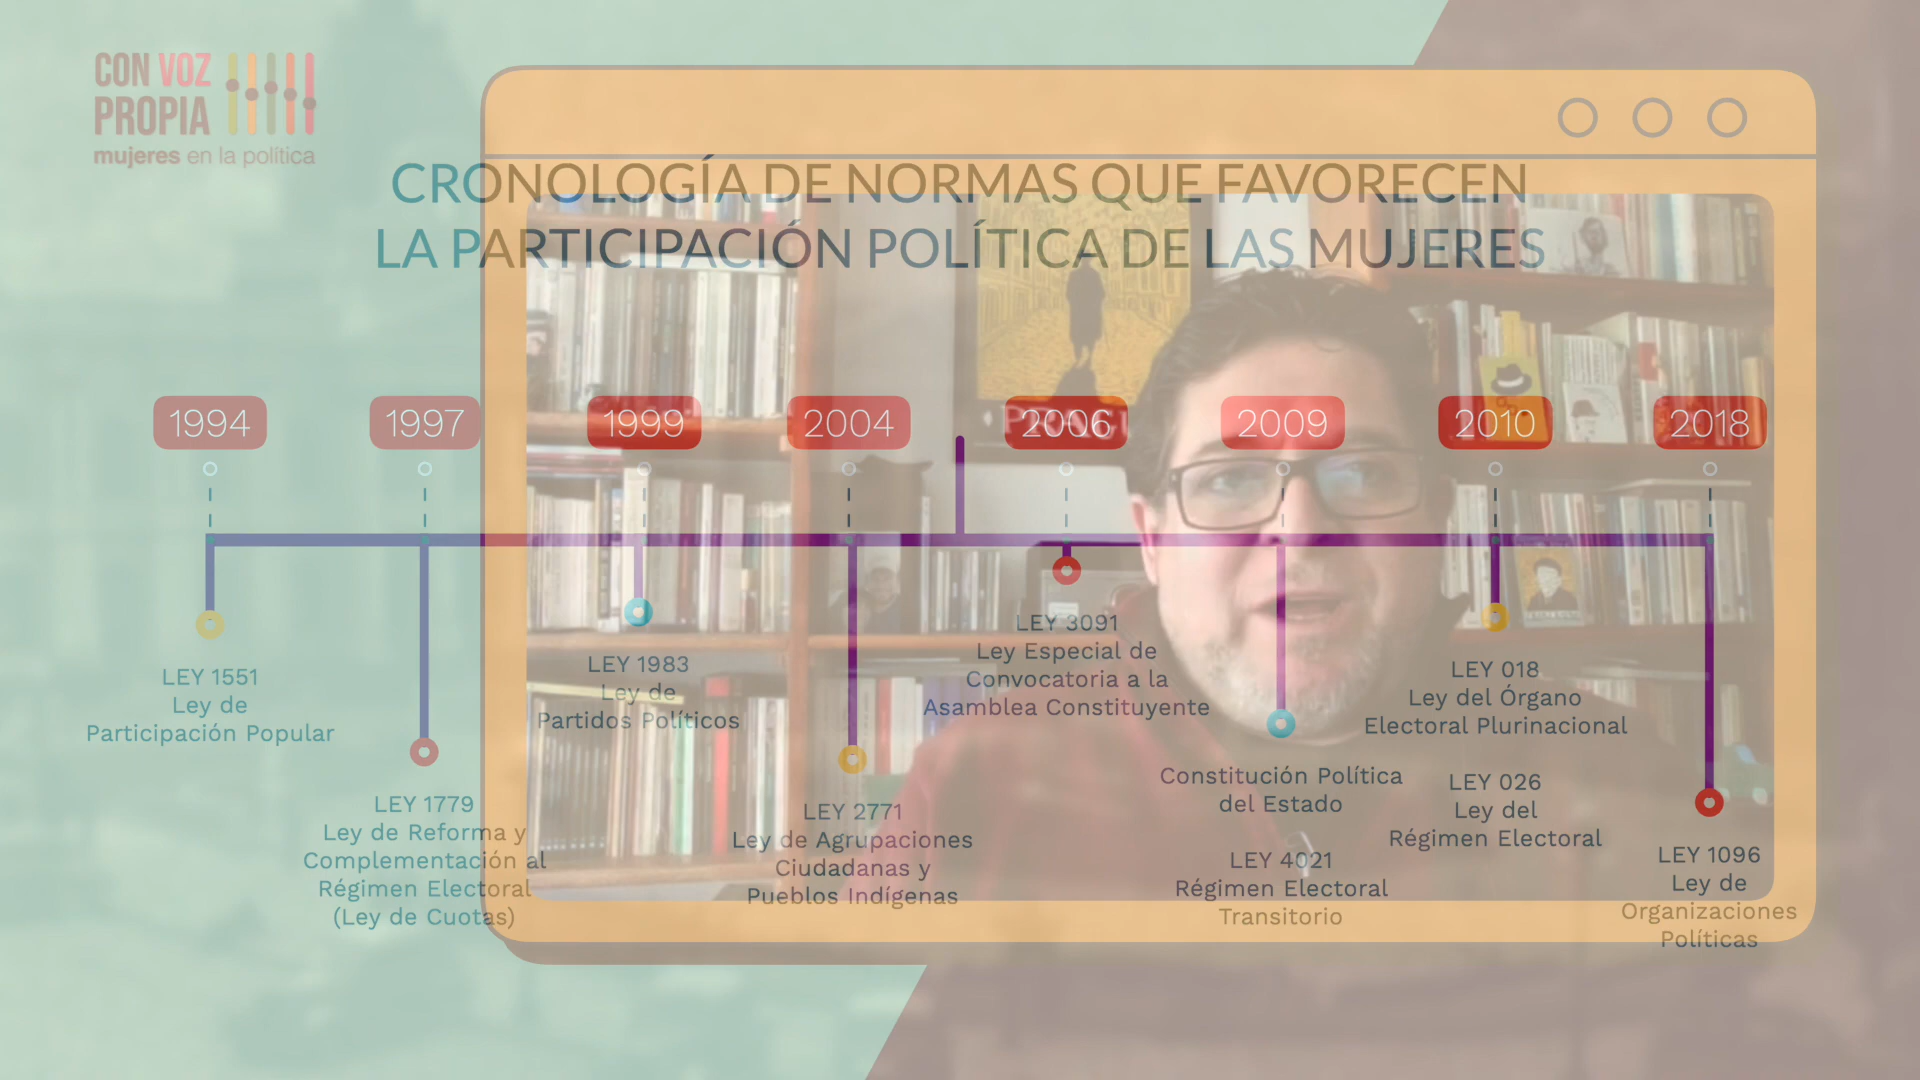 CON VOZ
PROPIA
mujeres en la política
CRONOLOGÍA DE NORMAS QUE FAVORECEN
LA PARTICIPACIÓN POLÍTICA DE LAS MUJERES
1994
1997
1999
2004
2006
2009
2010
2018
LEY 1551
Ley de
Participación Popular
LEY 1779
Ley de Reforma y
Complementación al
Régimen Electoral
(Ley de Cuotas)
LEY 1983
Ley de
Partidos Políticos
LEY 2771
Ley de Agrupaciones
Ciudadanas y
Pueblos Indígenas
LEY 3091
Ley Especial de
Convocatoria a la
Asamblea Constituyente
Constitución Política
del Estado
LEY 4021
Régimen Electoral
Transitorio
LEY 018
Ley del Órgano
Electoral Plurinacional
LEY 026
Ley del
Régimen Electoral
LEY 1096
Ley de
Organizaciones
Políticas